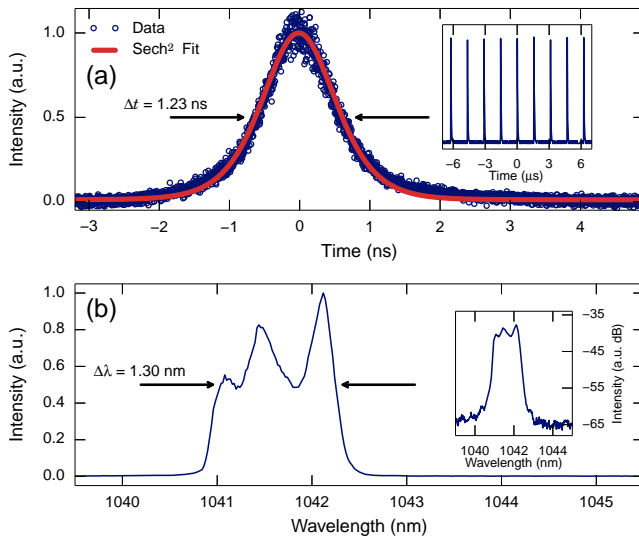 Data
Sech² Fit
(a)
Δt = 1.23 ns
Intensity (a.u.)
1.0
0.5
0.0
−3 −2 −1 0 1 2 3 4
Time (ns)
−6 −3 0 3 6
Time (μs)
(b)
Δλ = 1.30 nm
Intensity (a.u.)
1.0
0.8
0.6
0.4
0.2
0.0
1040 1041 1042 1043 1044 1045
Wavelength (nm)
−35
−45
−55
−65
Intensity (a.u. dB)
1040 1042 1044
Wavelength (nm)